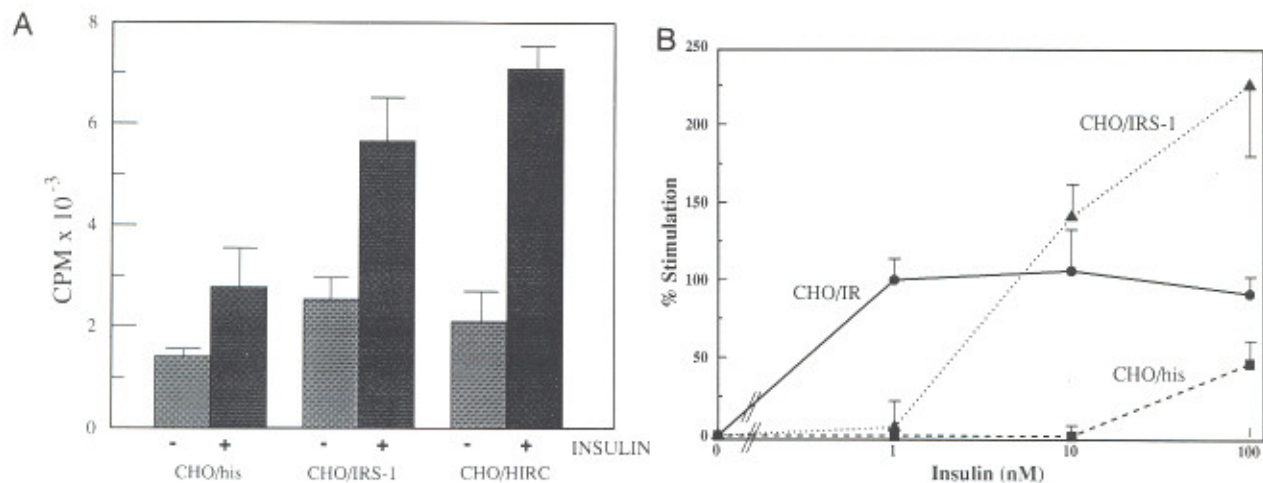 A
8
6
4
2
0
CPM x 10⁻³
- + - + - + INSULIN
CHO/his CHO/IRS-1 CHO/HIRC
B
250
225
200
150
100
50
0
% Stimulation
CHO/IRS-1
CHO/IR
CHO/his
0 1 10 100
Insulin (nM)